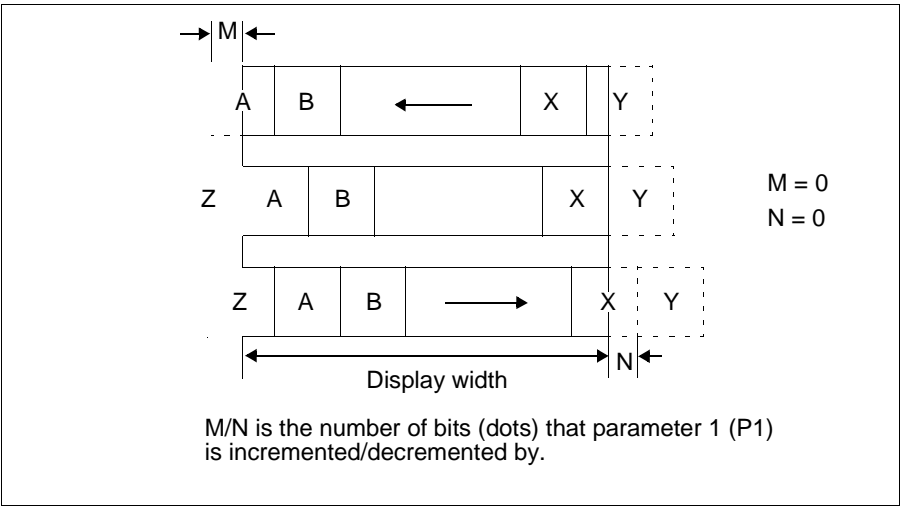 M
A B X Y
Z A B X Y
M = 0
N = 0
Z A B X Y
N
Display width
M/N is the number of bits (dots) that parameter 1 (P1)
is incremented/decremented by.